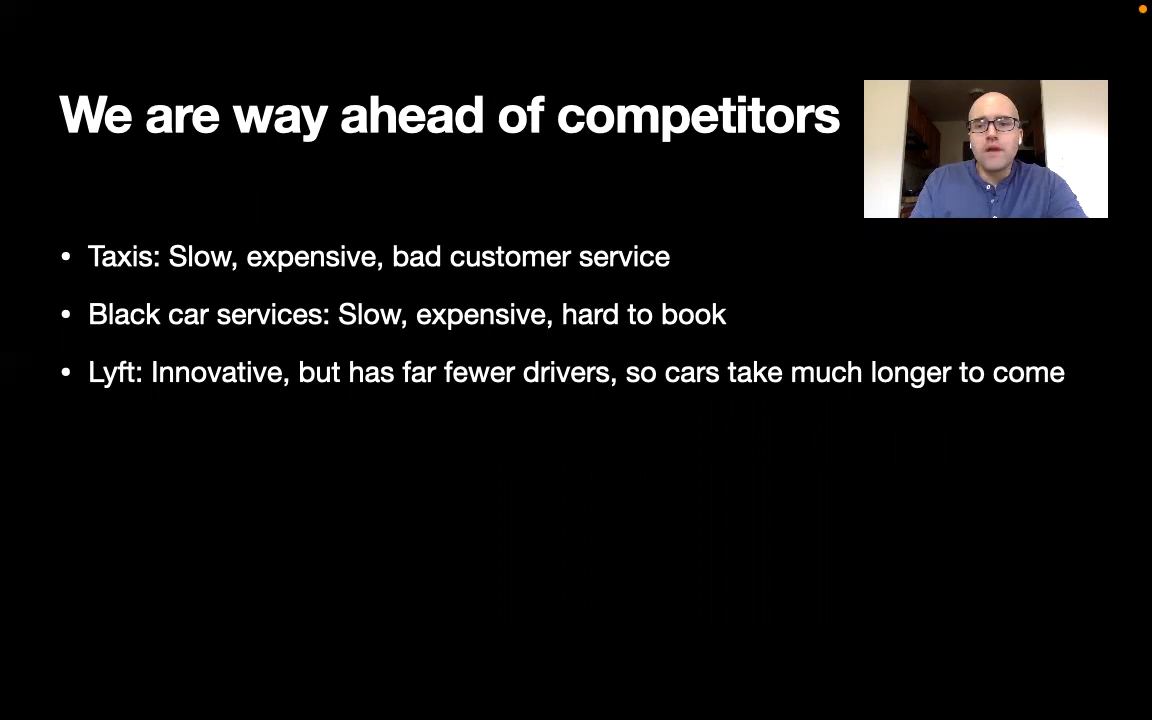 We are way ahead of competitors
• Taxis: Slow, expensive, bad customer service
• Black car services: Slow, expensive, hard to book
• Lyft: Innovative, but has far fewer drivers, so cars take much longer to come